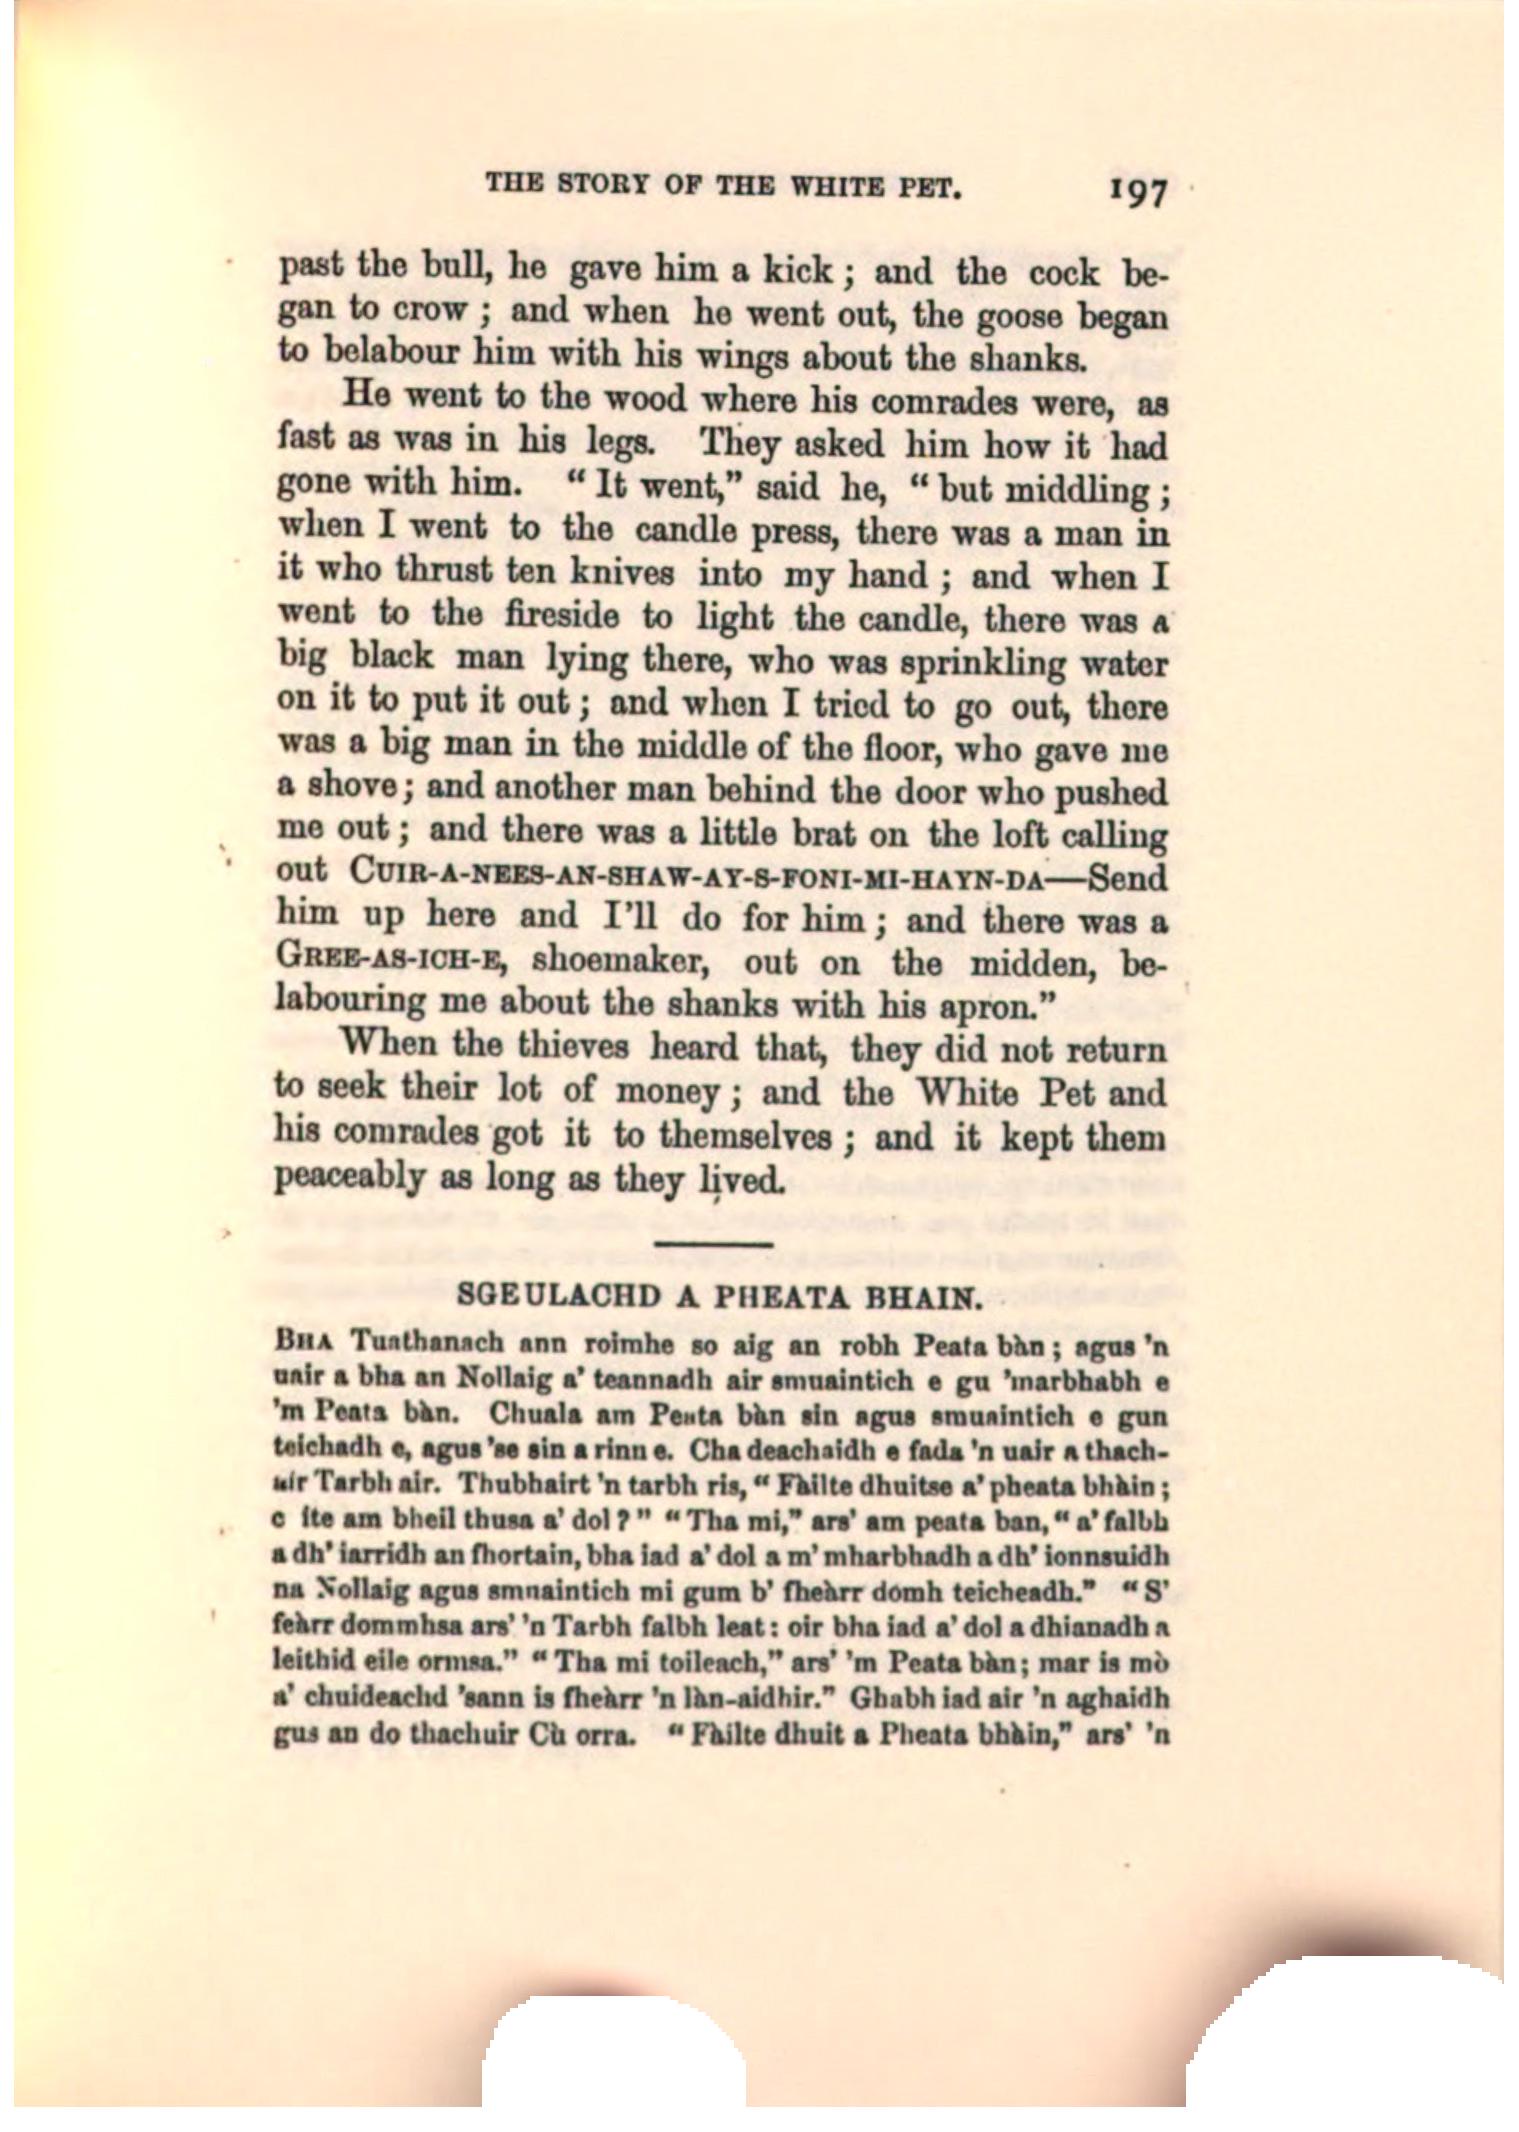 THE STORY OF THE WHITE PET. 197
past the bull, he gave him a kick ; and the cock be-
gan to crow ; and when he went out, the goose began
to belabour him with his wings about the shanks.
He went to the wood where his comrades were, as
fast as was in his legs. They asked him how it had
gone with him. “ It went,” said he, “ but middling ;
when I went to the candle press, there was a man in
it who thrust ten knives into my hand ; and when I
went to the fireside to light the candle, there was a
big black man lying there, who was sprinkling water
on it to put it out ; and when I tried to go out, there
was a big man in the middle of the floor, who gave me
a shove ; and another man behind the door who pushed
me out ; and there was a little brat on the loft calling
out CUIR-A-NEES-AN-SHAW-AY-S-FONI-MI-HAYN-DA—Send
him up here and I’ll do for him ; and there was a
GREE-AS-ICH-E, shoemaker, out on the midden, be-
labouring me about the shanks with his apron.”
When the thieves heard that, they did not return
to seek their lot of money ; and the White Pet and
his comrades got it to themselves ; and it kept them
peaceably as long as they lived.
SGEULACHD A PHEATA BHAIN.
BHA Tuathanach ann roimhe so aig an robh Peata bàn ; agus ’n
uair a bha an Nollaig a’ teannadh air smuaintich e gu ’marbhabh e
’m Peata bàn. Chuala am Peata bàn sin agus smuaintich e gun
teichadh e, agus ’se sin a rinn e. Cha deachaidh e fada ’n uair a thach-
uir Tarbh air. Thubhairt ’n tarbh ris, “ Fàilte dhuitse a’ pheata bhàin ;
c íte am bheil thusa a’ dol ? ” “ Tha mi,” ars’ am peata ban, “ a’ falbh
a dh’ iarridh an fhortain, bha iad a’ dol a m’ mharbhadh a dh’ ionnsuidh
na Nollaig agus smnaintich mi gum b’ fheàrr domh teicheadh.” “ S’
feàrr dommhsa ars’ ’n Tarbh falbh leat : oir bha iad a’ dol a dhianadh a
leithid eile ormsa.” “ Tha mi toileach,” ars’ ’m Peata bàn ; mar is mò
a’ chuideachd ’sann is fheàrr ’n làn-aidhir.” Ghabh iad air ’n aghaidh
gus an do thachuir Cù orra. “ Fàilte dhuit a Pheata bhàin,” ars’ ’n